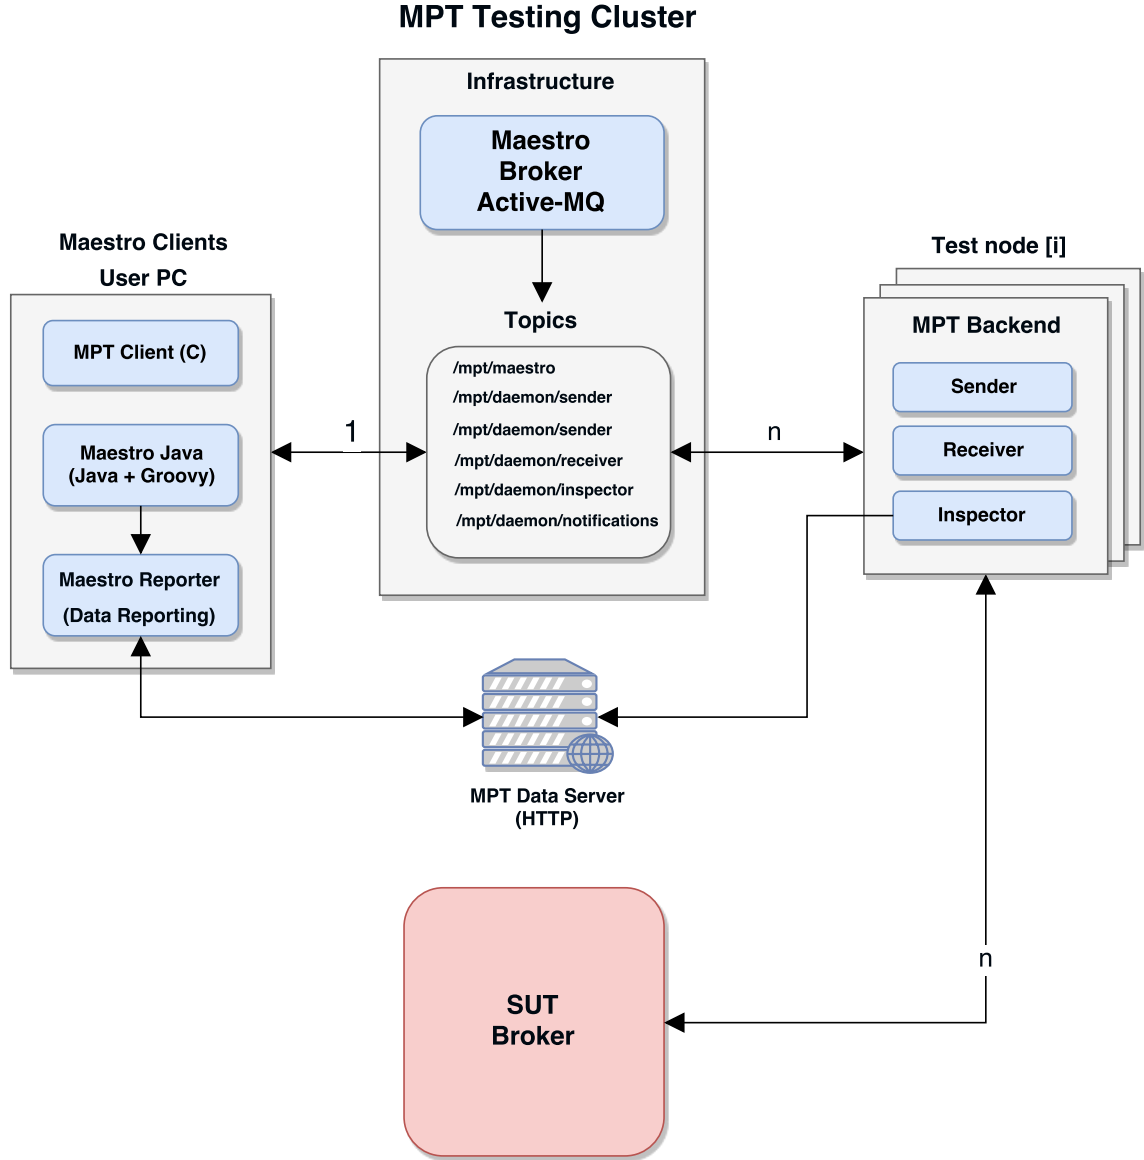 MPT Testing Cluster
Infrastructure
Maestro
Broker
Active-MQ
Topics
/mpt/maestro
/mpt/daemon/sender
/mpt/daemon/sender
/mpt/daemon/receiver
/mpt/daemon/inspector
/mpt/daemon/notifications
Maestro Clients
User PC
MPT Client (C)
Maestro Java
(Java + Groovy)
Maestro Reporter
(Data Reporting)
1
n
Test node [i]
MPT Backend
Sender
Receiver
Inspector
MPT Data Server
(HTTP)
n
SUT
Broker